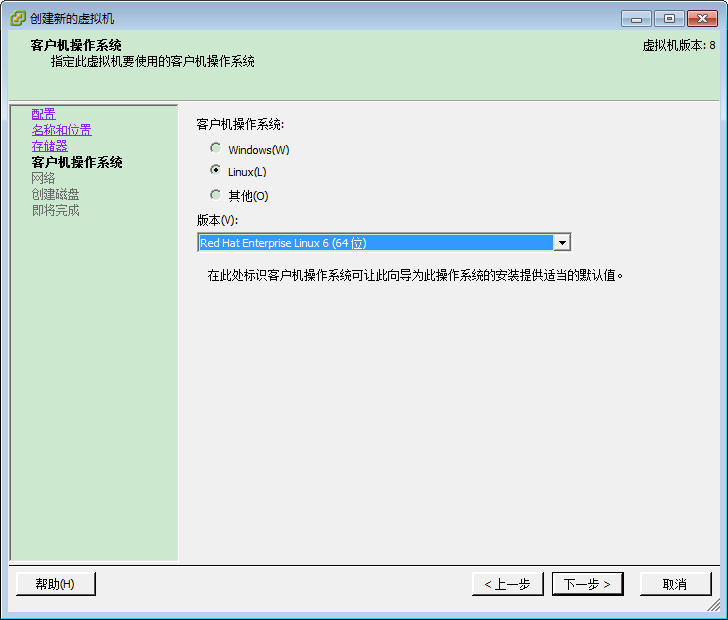 创建新的虚拟机
客户机操作系统
指定此虚拟机要使用的客户机操作系统
虚拟机版本: 8
配置
名称和位置
存储器
客户机操作系统
网络
创建磁盘
即将完成
客户机操作系统:
Windows(W)
Linux(L)
其他(O)
版本(V):
Red Hat Enterprise Linux 6 (64 位)
在此处标识客户机操作系统可让此向导为此操作系统的安装提供适当的默认值。
帮助(H)
< 上一步
下一步 >
取消